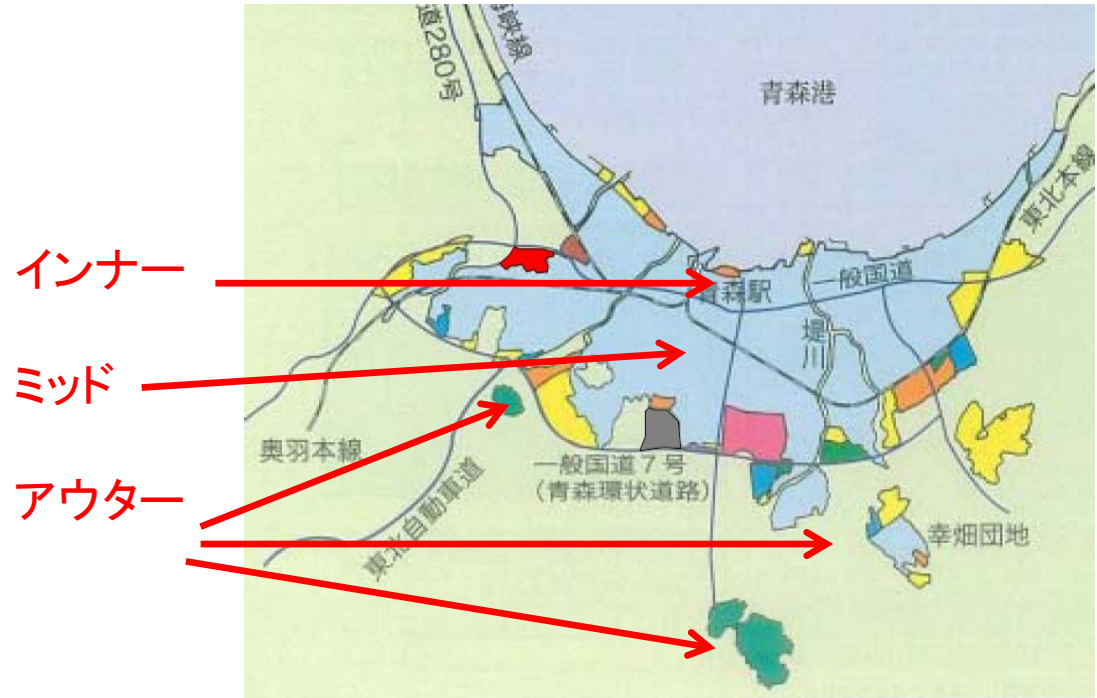 道280号
海峡線
青森港
東北本線
インナー
青森駅
一般国道
堤川
ミッド
奥羽本線
一般国道7号
(青森環状道路)
アウター
東北自動車道
幸畑団地